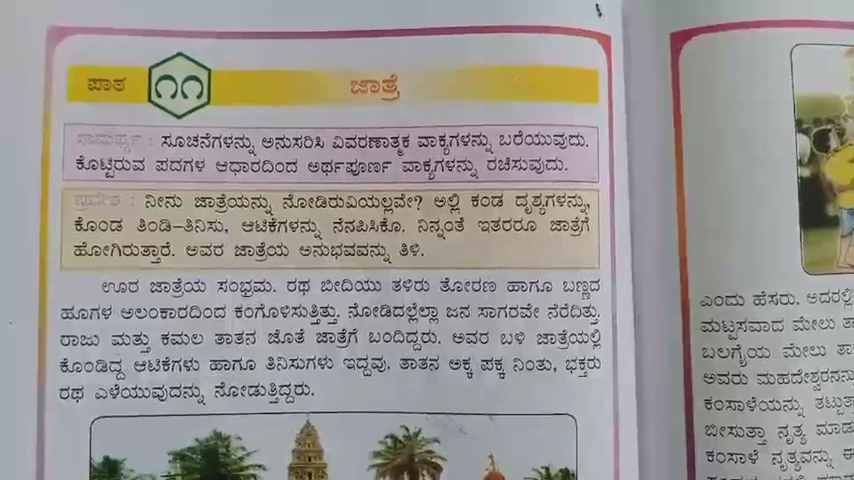 ಪಾಠ ೧೧ ಜಾತ್ರೆ
ಸಾಮರ್ಥ್ಯ : ಸೂಚನೆಗಳನ್ನು ಅನುಸರಿಸಿ ವಿವರಣಾತ್ಮಕ ವಾಕ್ಯಗಳನ್ನು ಬರೆಯುವುದು.
ಕೊಟ್ಟಿರುವ ಪದಗಳ ಆಧಾರದಿಂದ ಅರ್ಥಪೂರ್ಣ ವಾಕ್ಯಗಳನ್ನು ರಚಿಸುವುದು.
ಪ್ರವೇಶ : ನೀನು ಜಾತ್ರೆಯನ್ನು ನೋಡಿರುವಿಯಲ್ಲವೇ? ಅಲ್ಲಿ ಕಂಡ ದೃಶ್ಯಗಳನ್ನು,
ಕೊಂಡ ತಿಂಡಿ–ತಿನಿಸು, ಆಟಿಕೆಗಳನ್ನು ನೆನಪಿಸಿಕೊ. ನಿನ್ನಂತೆ ಇತರರೂ ಜಾತ್ರೆಗೆ
ಹೋಗಿರುತ್ತಾರೆ. ಅವರ ಜಾತ್ರೆಯ ಅನುಭವವನ್ನು ತಿಳಿ.
ಊರ ಜಾತ್ರೆಯ ಸಂಭ್ರಮ. ರಥ ಬೀದಿಯು ತಳಿರು ತೋರಣ ಹಾಗೂ ಬಣ್ಣದ
ಹೂಗಳ ಅಲಂಕಾರದಿಂದ ಕಂಗೊಳಿಸುತ್ತಿತ್ತು. ನೋಡಿದಲ್ಲೆಲ್ಲಾ ಜನ ಸಾಗರವೇ ನೆರೆದಿತ್ತು.
ರಾಜು ಮತ್ತು ಕಮಲ ತಾತನ ಜೊತೆ ಜಾತ್ರೆಗೆ ಬಂದಿದ್ದರು. ಅವರ ಬಳಿ ಜಾತ್ರೆಯಲ್ಲಿ
ಕೊಂಡಿದ್ದ ಆಟಿಕೆಗಳು ಹಾಗೂ ತಿನಿಸುಗಳು ಇದ್ದವು. ತಾತನ ಅಕ್ಕ ಪಕ್ಕ ನಿಂತು, ಭಕ್ತರು
ರಥ ಎಳೆಯುವುದನ್ನು ನೋಡುತ್ತಿದ್ದರು.
ಎಂದು ಹೆಸರು. ಅದರಲ್ಲಿ
ಮಟ್ಟಸವಾದ ಮೇಲು
ಬಲಗೈಯ ಮೇಲು
ಅವರು
ಕಂಸಾಳೆಯನ್ನು
ಬೀಸುತ್ತಾ ನೃತ್ಯ
ಕಂಸಾಳೆ ನೃತ್ಯವನ್ನು